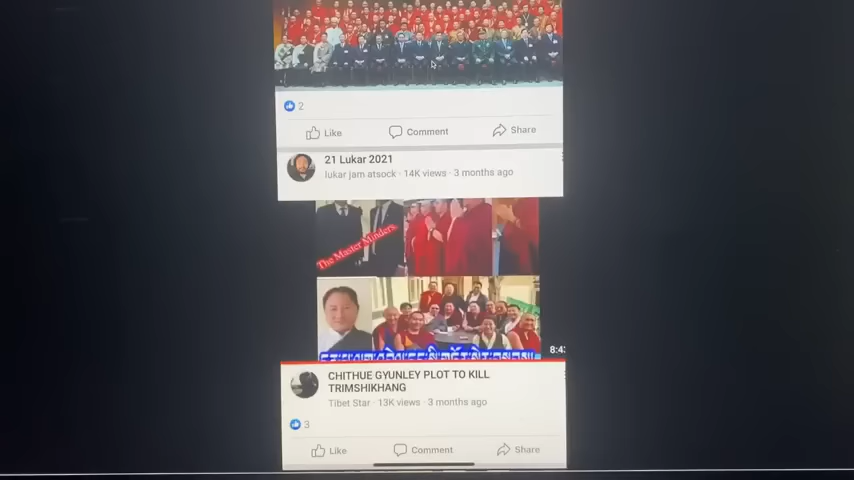 2
Like Comment Share
21 Lukar 2021
lukar jam atsock · 14K views · 3 months ago
The Master Minders.
8:43
CHITHUE GYUNLEY PLOT TO KILL
TRIMSHIKHANG
Tibet Star · 13K views · 3 months ago
3
Like Comment Share